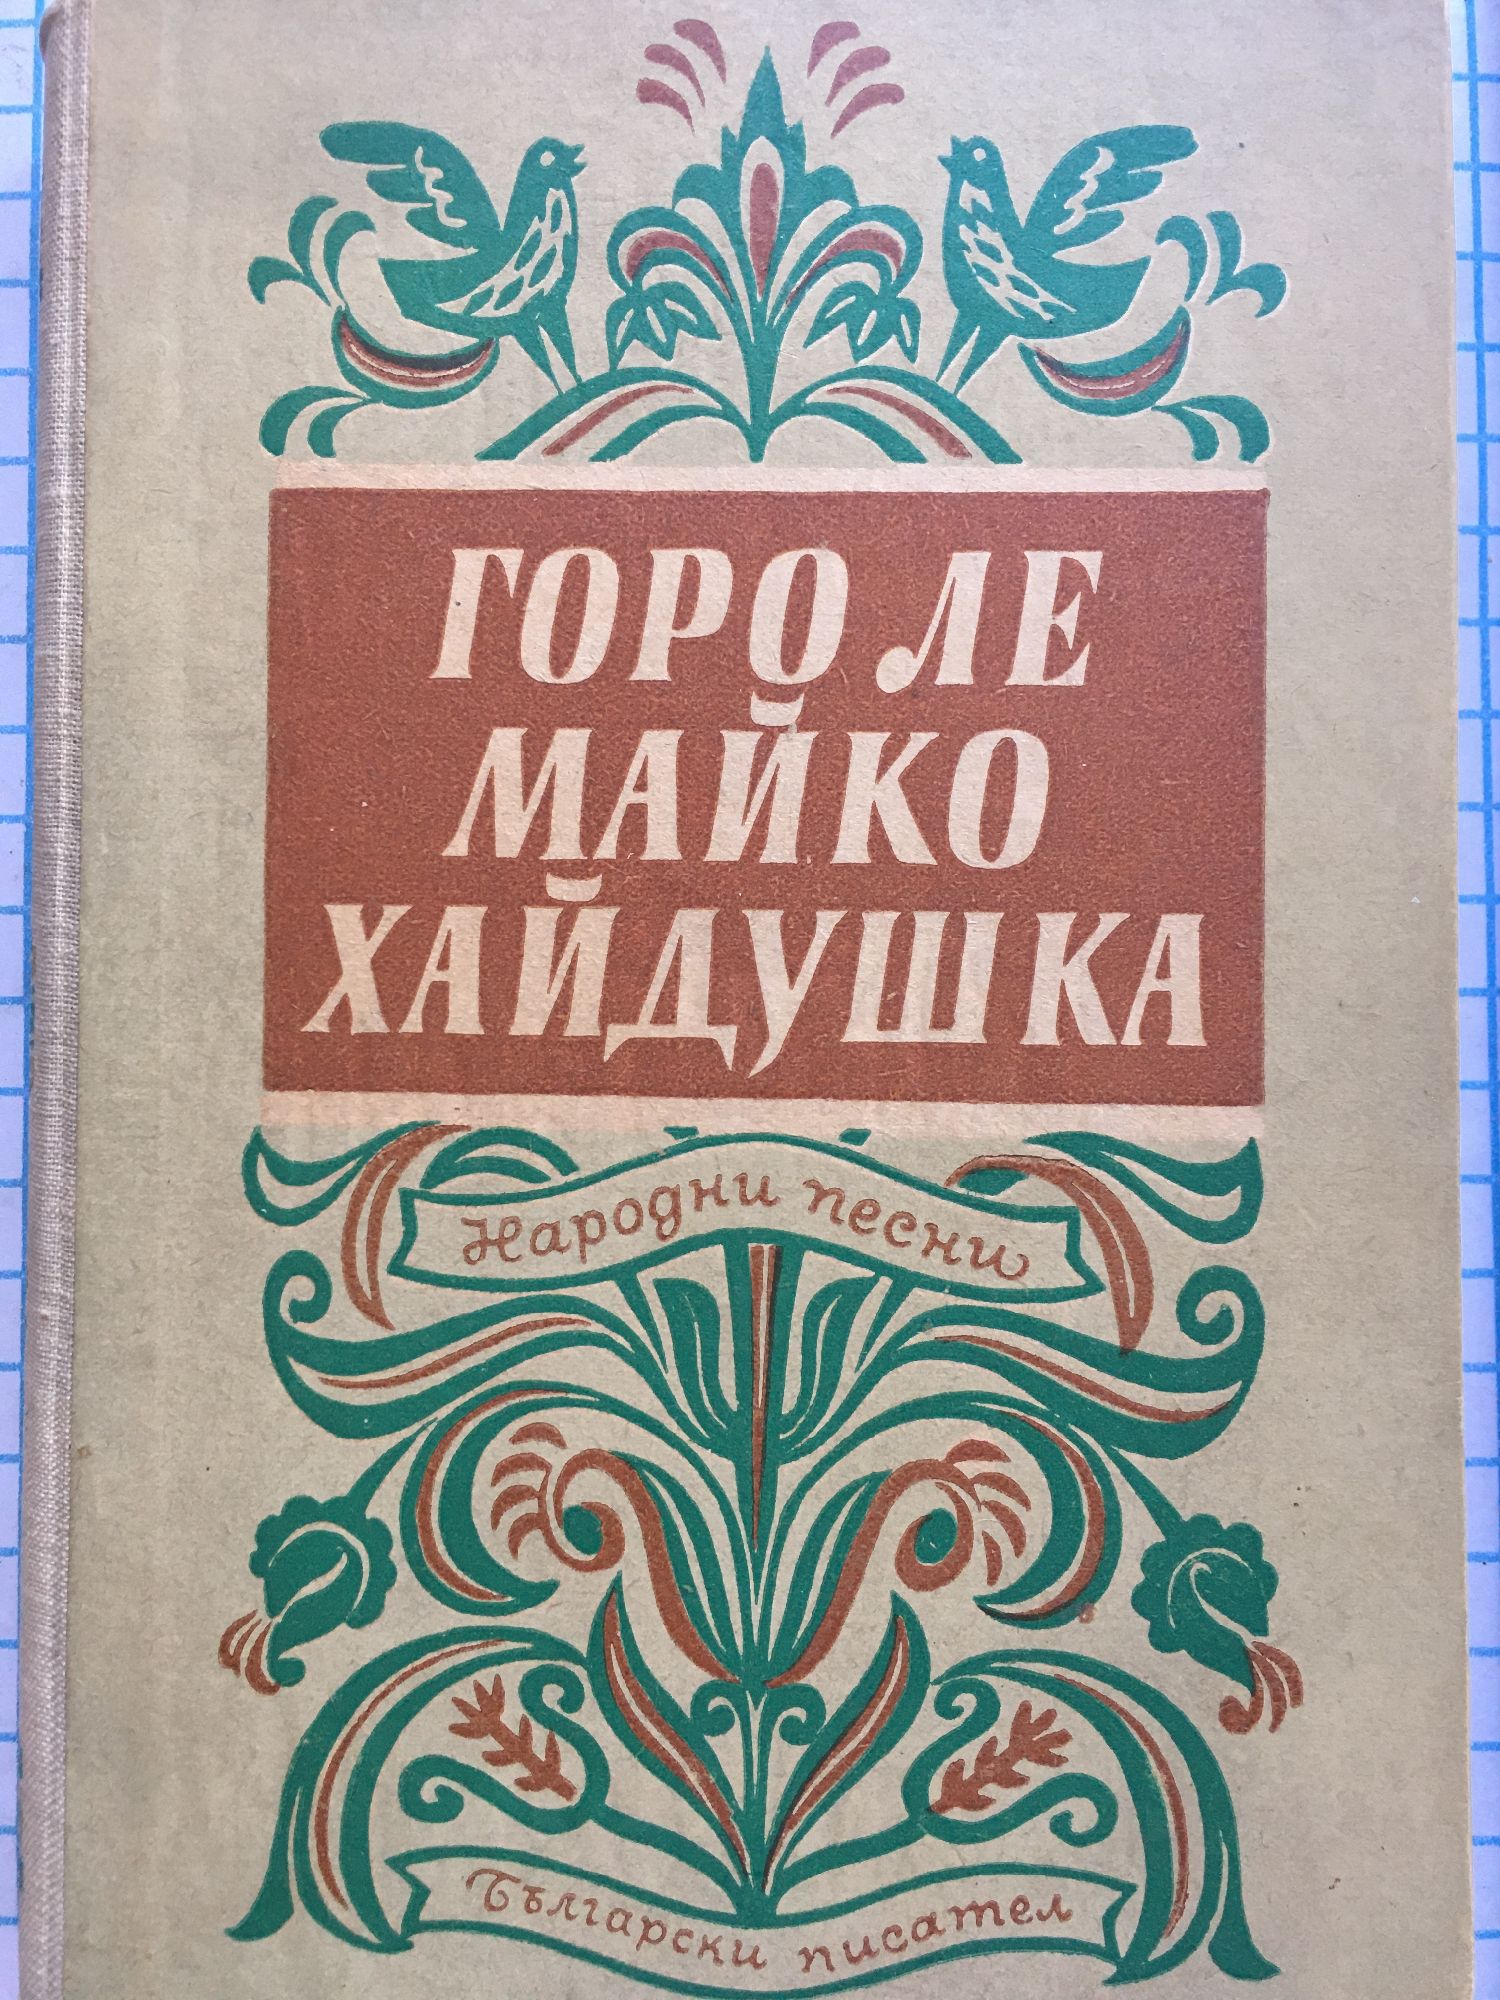 ГОРО ЛЕ
МАЙКО
ХАЙДУШКА
Народни песни
Български писател